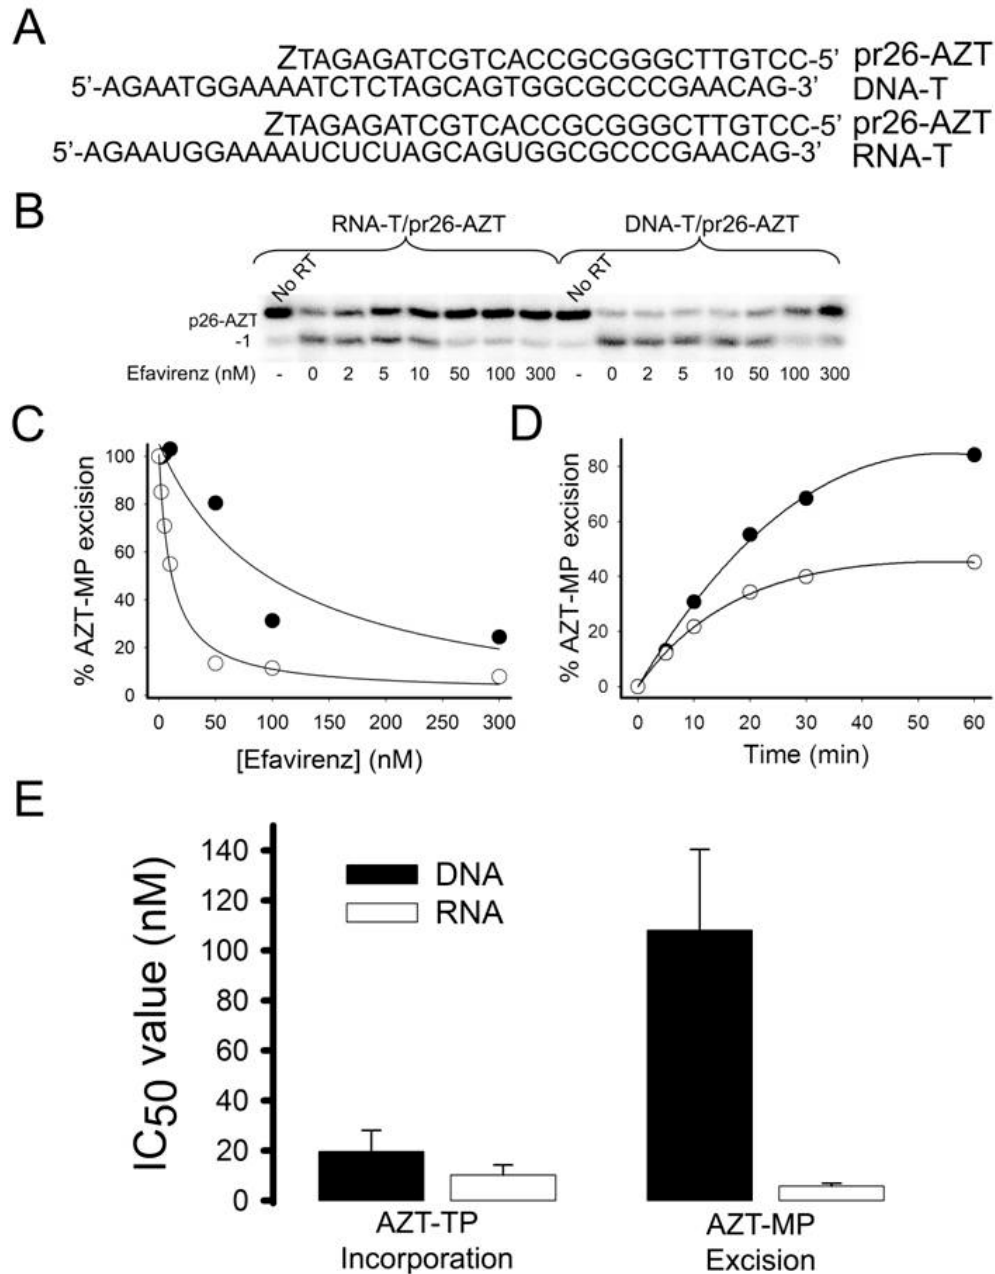 A
ZTAGAGATCGTCACCGCGGGCTTGTCC-5’ pr26-AZT
5’-AGAATGGAAAATCTCTAGCAGTGGCGCCCGAACAG-3’ DNA-T
ZTAGAGATCGTCACCGCGGGCTTGTCC-5’ pr26-AZT
5’-AGAAUGGAAAAUCUCUAGCAGUGGCGCCCGAACAG-3’ RNA-T
B
RNA-T/pr26-AZT DNA-T/pr26-AZT
No RT No RT
p26-AZT
-1
Efavirenz (nM) - 0 2 5 10 50 100 300 - 0 2 5 10 50 100 300
C
% AZT-MP excision
100
80
60
40
20
0
0 50 100 150 200 250 300
[Efavirenz] (nM)
D
% AZT-MP excision
80
60
40
20
0
0 10 20 30 40 50 60
Time (min)
E
IC50 value (nM)
140
120
100
80
60
40
20
0
DNA
RNA
AZT-TP AZT-MP
Incorporation Excision